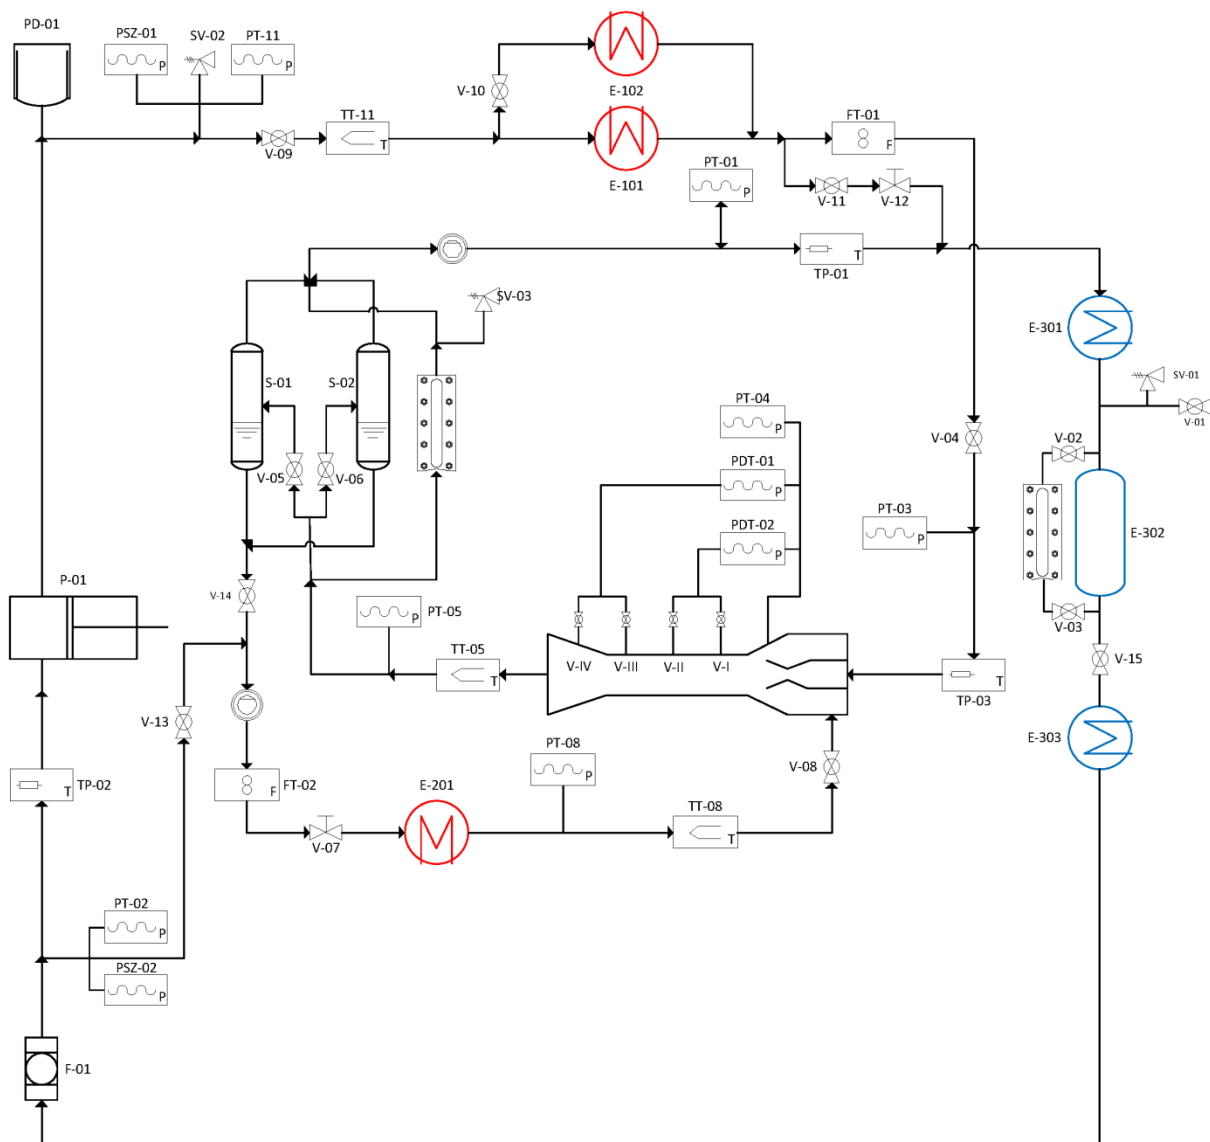 PD-01
PSZ-01
SV-02
PT-11
P
P
V-10
E-102
TT-11
T
V-09
E-101
FT-01
F
PT-01
P
V-11
V-12
TP-01
T
SV-03
E-301
S-01
S-02
SV-01
V-01
PT-04
P
V-02
V-04
V-05
V-06
PDT-01
P
PT-03
P
E-302
PDT-02
P
P-01
V-14
PT-05
P
V-03
TT-05
T
V-IV
V-III
V-II
V-I
V-15
TP-03
T
V-13
E-303
PT-08
P
V-08
TP-02
T
FT-02
F
E-201
TT-08
T
V-07
PT-02
P
PSZ-02
P
F-01